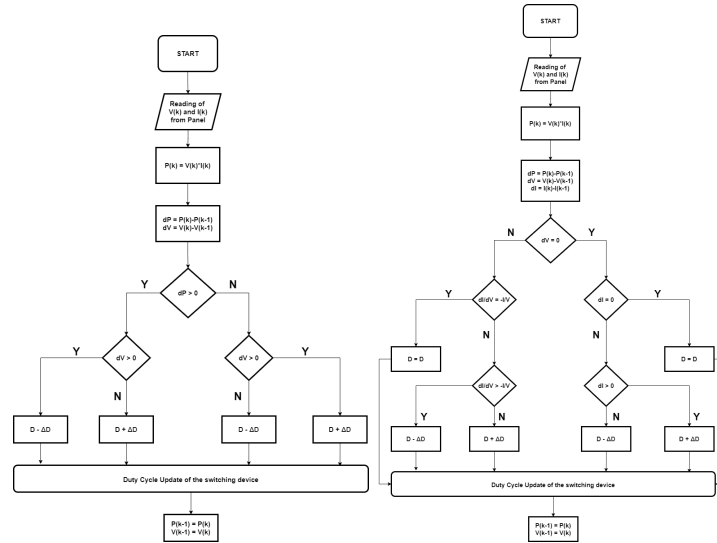 START
Reading of
V(k) and I(k)
from Panel
P(k) = V(k)*I(k)
dP = P(k)-P(k-1)
dV = V(k)-V(k-1)
dP > 0
Y
N
dV > 0
dV > 0
Y
N
N
Y
D - ΔD
D + ΔD
D - ΔD
D + ΔD
Duty Cycle Update of the switching device
P(k-1) = P(k)
V(k-1) = V(k)
START
Reading of
V(k) and I(k)
from Panel
P(k) = V(k)*I(k)
dP = P(k)-P(k-1)
dV = V(k)-V(k-1)
dI = I(k)-I(k-1)
N
Y
dV = 0
Y
dI/dV = -I/V
dI = 0
Y
N
N
D = D
D = D
dI/dV > -I/V
dI > 0
Y
N
Y
N
D - ΔD
D + ΔD
D - ΔD
D + ΔD
Duty Cycle Update of the switching device
P(k-1) = P(k)
V(k-1) = V(k)